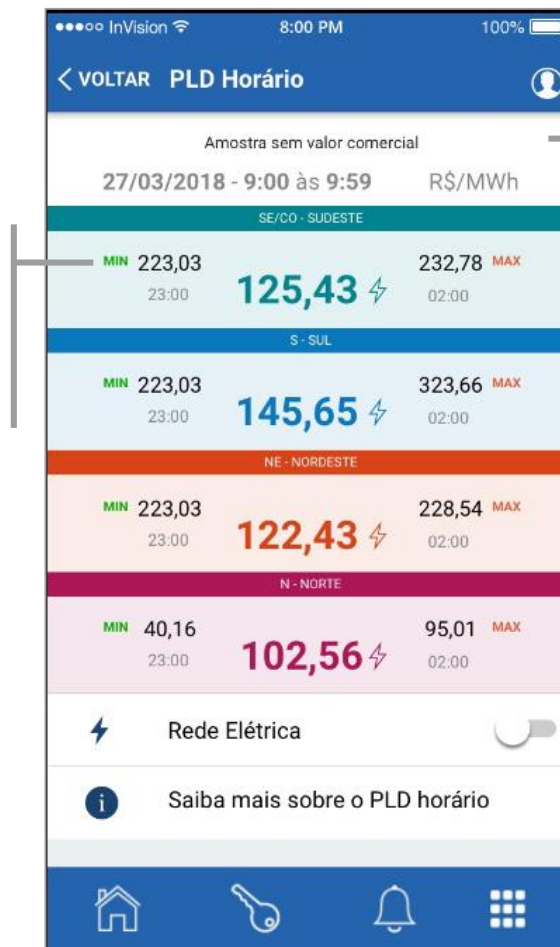 InVision 8:00 PM 100%
VOLTAR PLD Horário
Amostra sem valor comercial
27/03/2018 - 9:00 às 9:59 R$/MWh
SE/CO - SUDESTE
MIN 223,03 232,78 MAX
23:00 125,43 02:00
S - SUL
MIN 223,03 323,66 MAX
23:00 145,65 02:00
NE - NORDESTE
MIN 223,03 228,54 MAX
23:00 122,43 02:00
N - NORTE
MIN 40,16 95,01 MAX
23:00 102,56 02:00
Rede Elétrica
i Saiba mais sobre o PLD horário